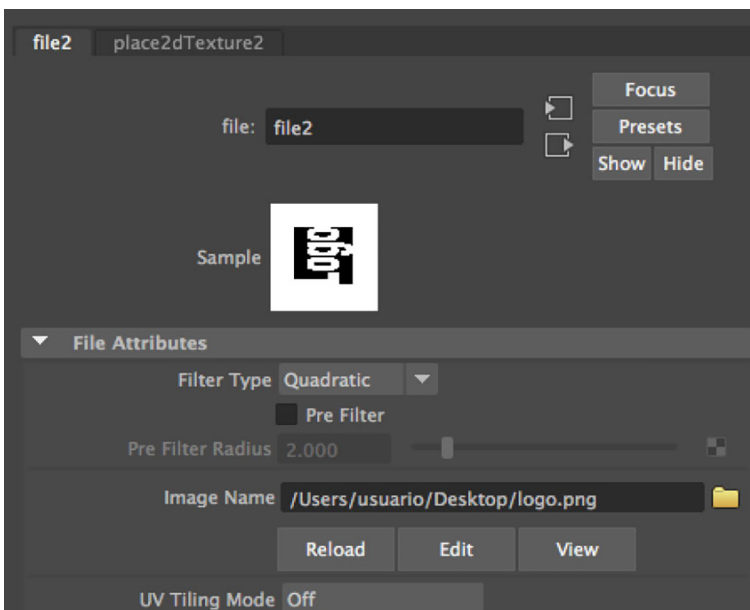 file2 place2dTexture2
Focus
file: file2
Presets
Show Hide
Sample
logo
File Attributes
Filter Type Quadratic
Pre Filter
Pre Filter Radius 2.000
Image Name /Users/usuario/Desktop/logo.png
Reload Edit View
UV Tiling Mode Off